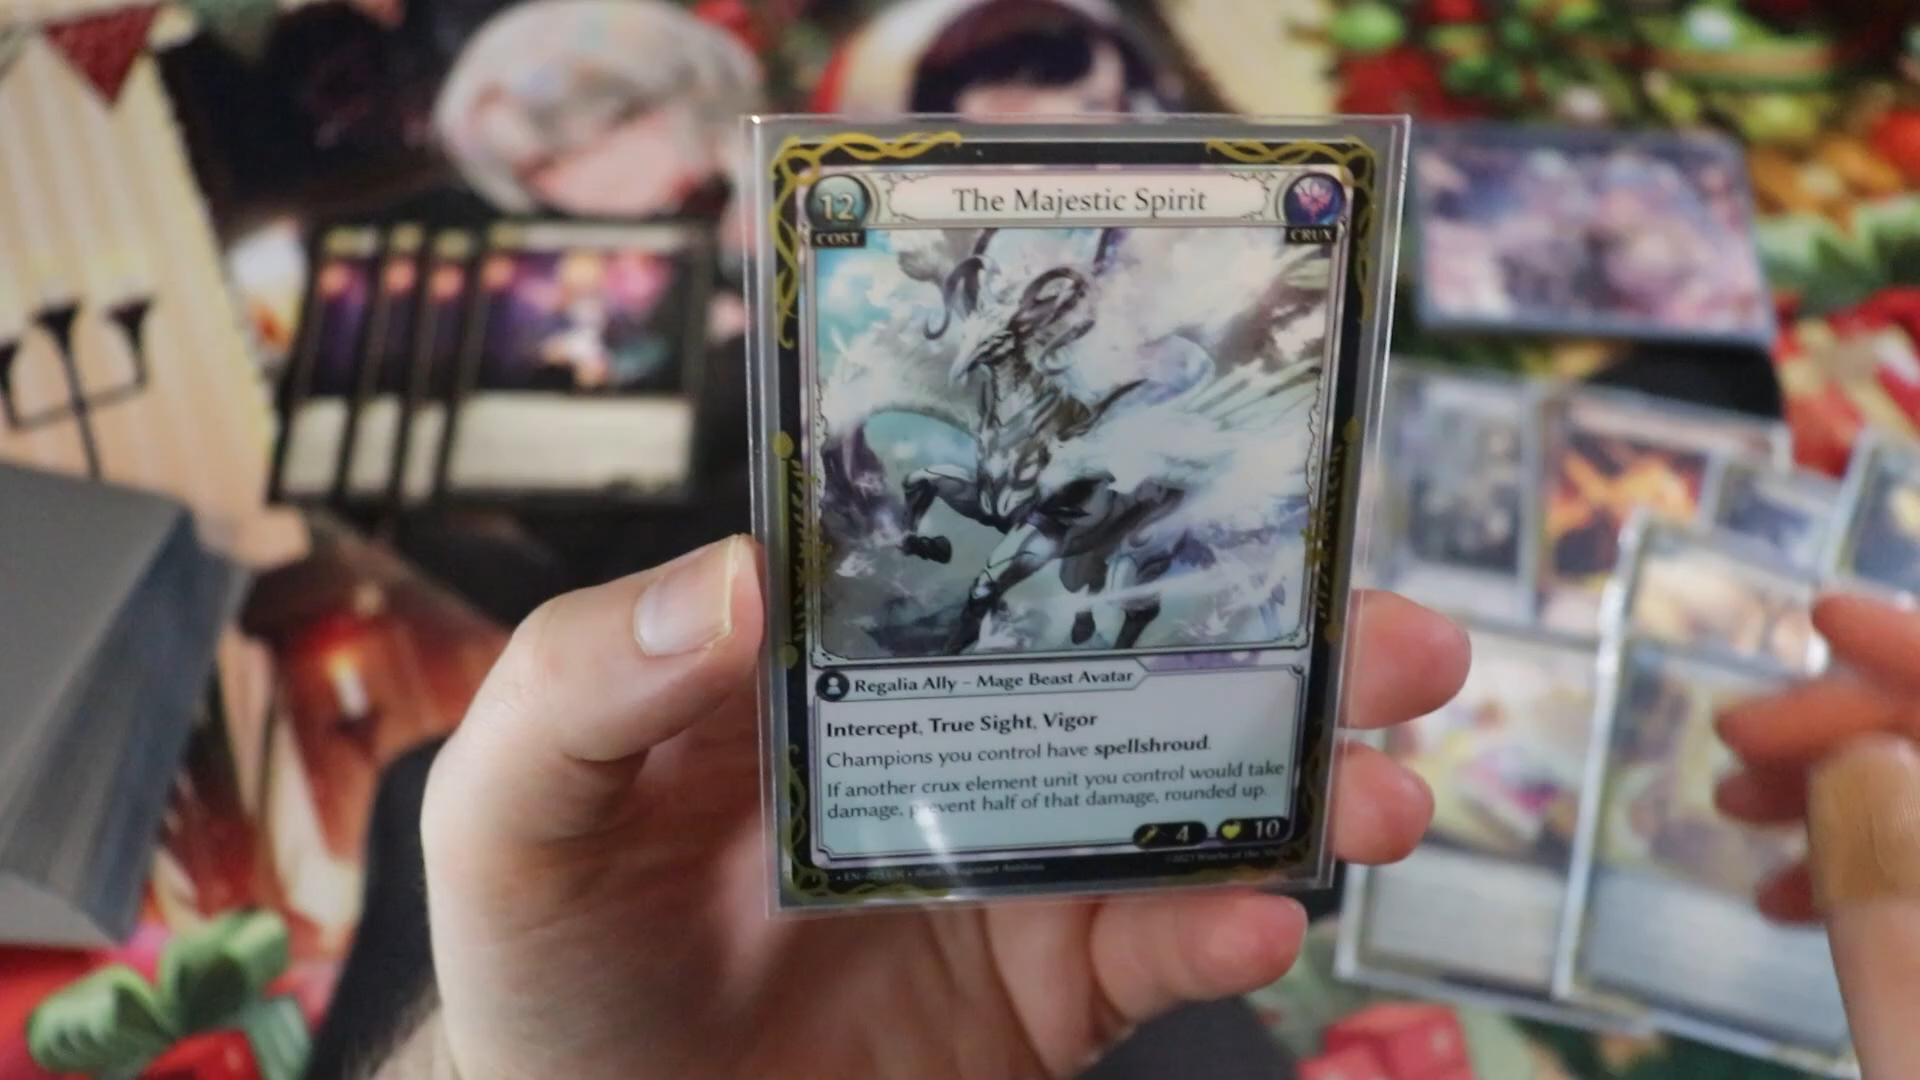 12
The Majestic Spirit
COST
CRUX
Regalia Ally – Mage Beast Avatar
Intercept, True Sight, Vigor
Champions you control have spellshroud.
If another crux element unit you control would take
damage, prevent half of that damage, rounded up.
4
10